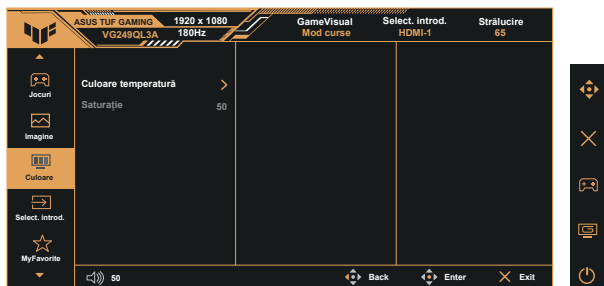 ASUS TUF GAMING 1920 x 1080 GameVisual Select. introd. Strălucire
VG249QL3A 180Hz Mod curse HDMI-1 65
Jocuri
Culoare temperatură
Saturație 50
Imagine
Culoare
Select. introd.
MyFavorite
50 Back Enter Exit